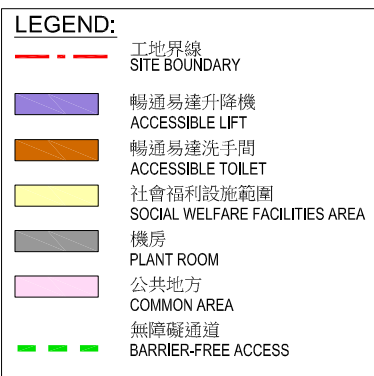 LEGEND:
工地界線
SITE BOUNDARY
暢通易達升降機
ACCESSIBLE LIFT
暢通易達洗手間
ACCESSIBLE TOILET
社會福利設施範圍
SOCIAL WELFARE FACILITIES AREA
機房
PLANT ROOM
公共地方
COMMON AREA
無障礙通道
BARRIER-FREE ACCESS